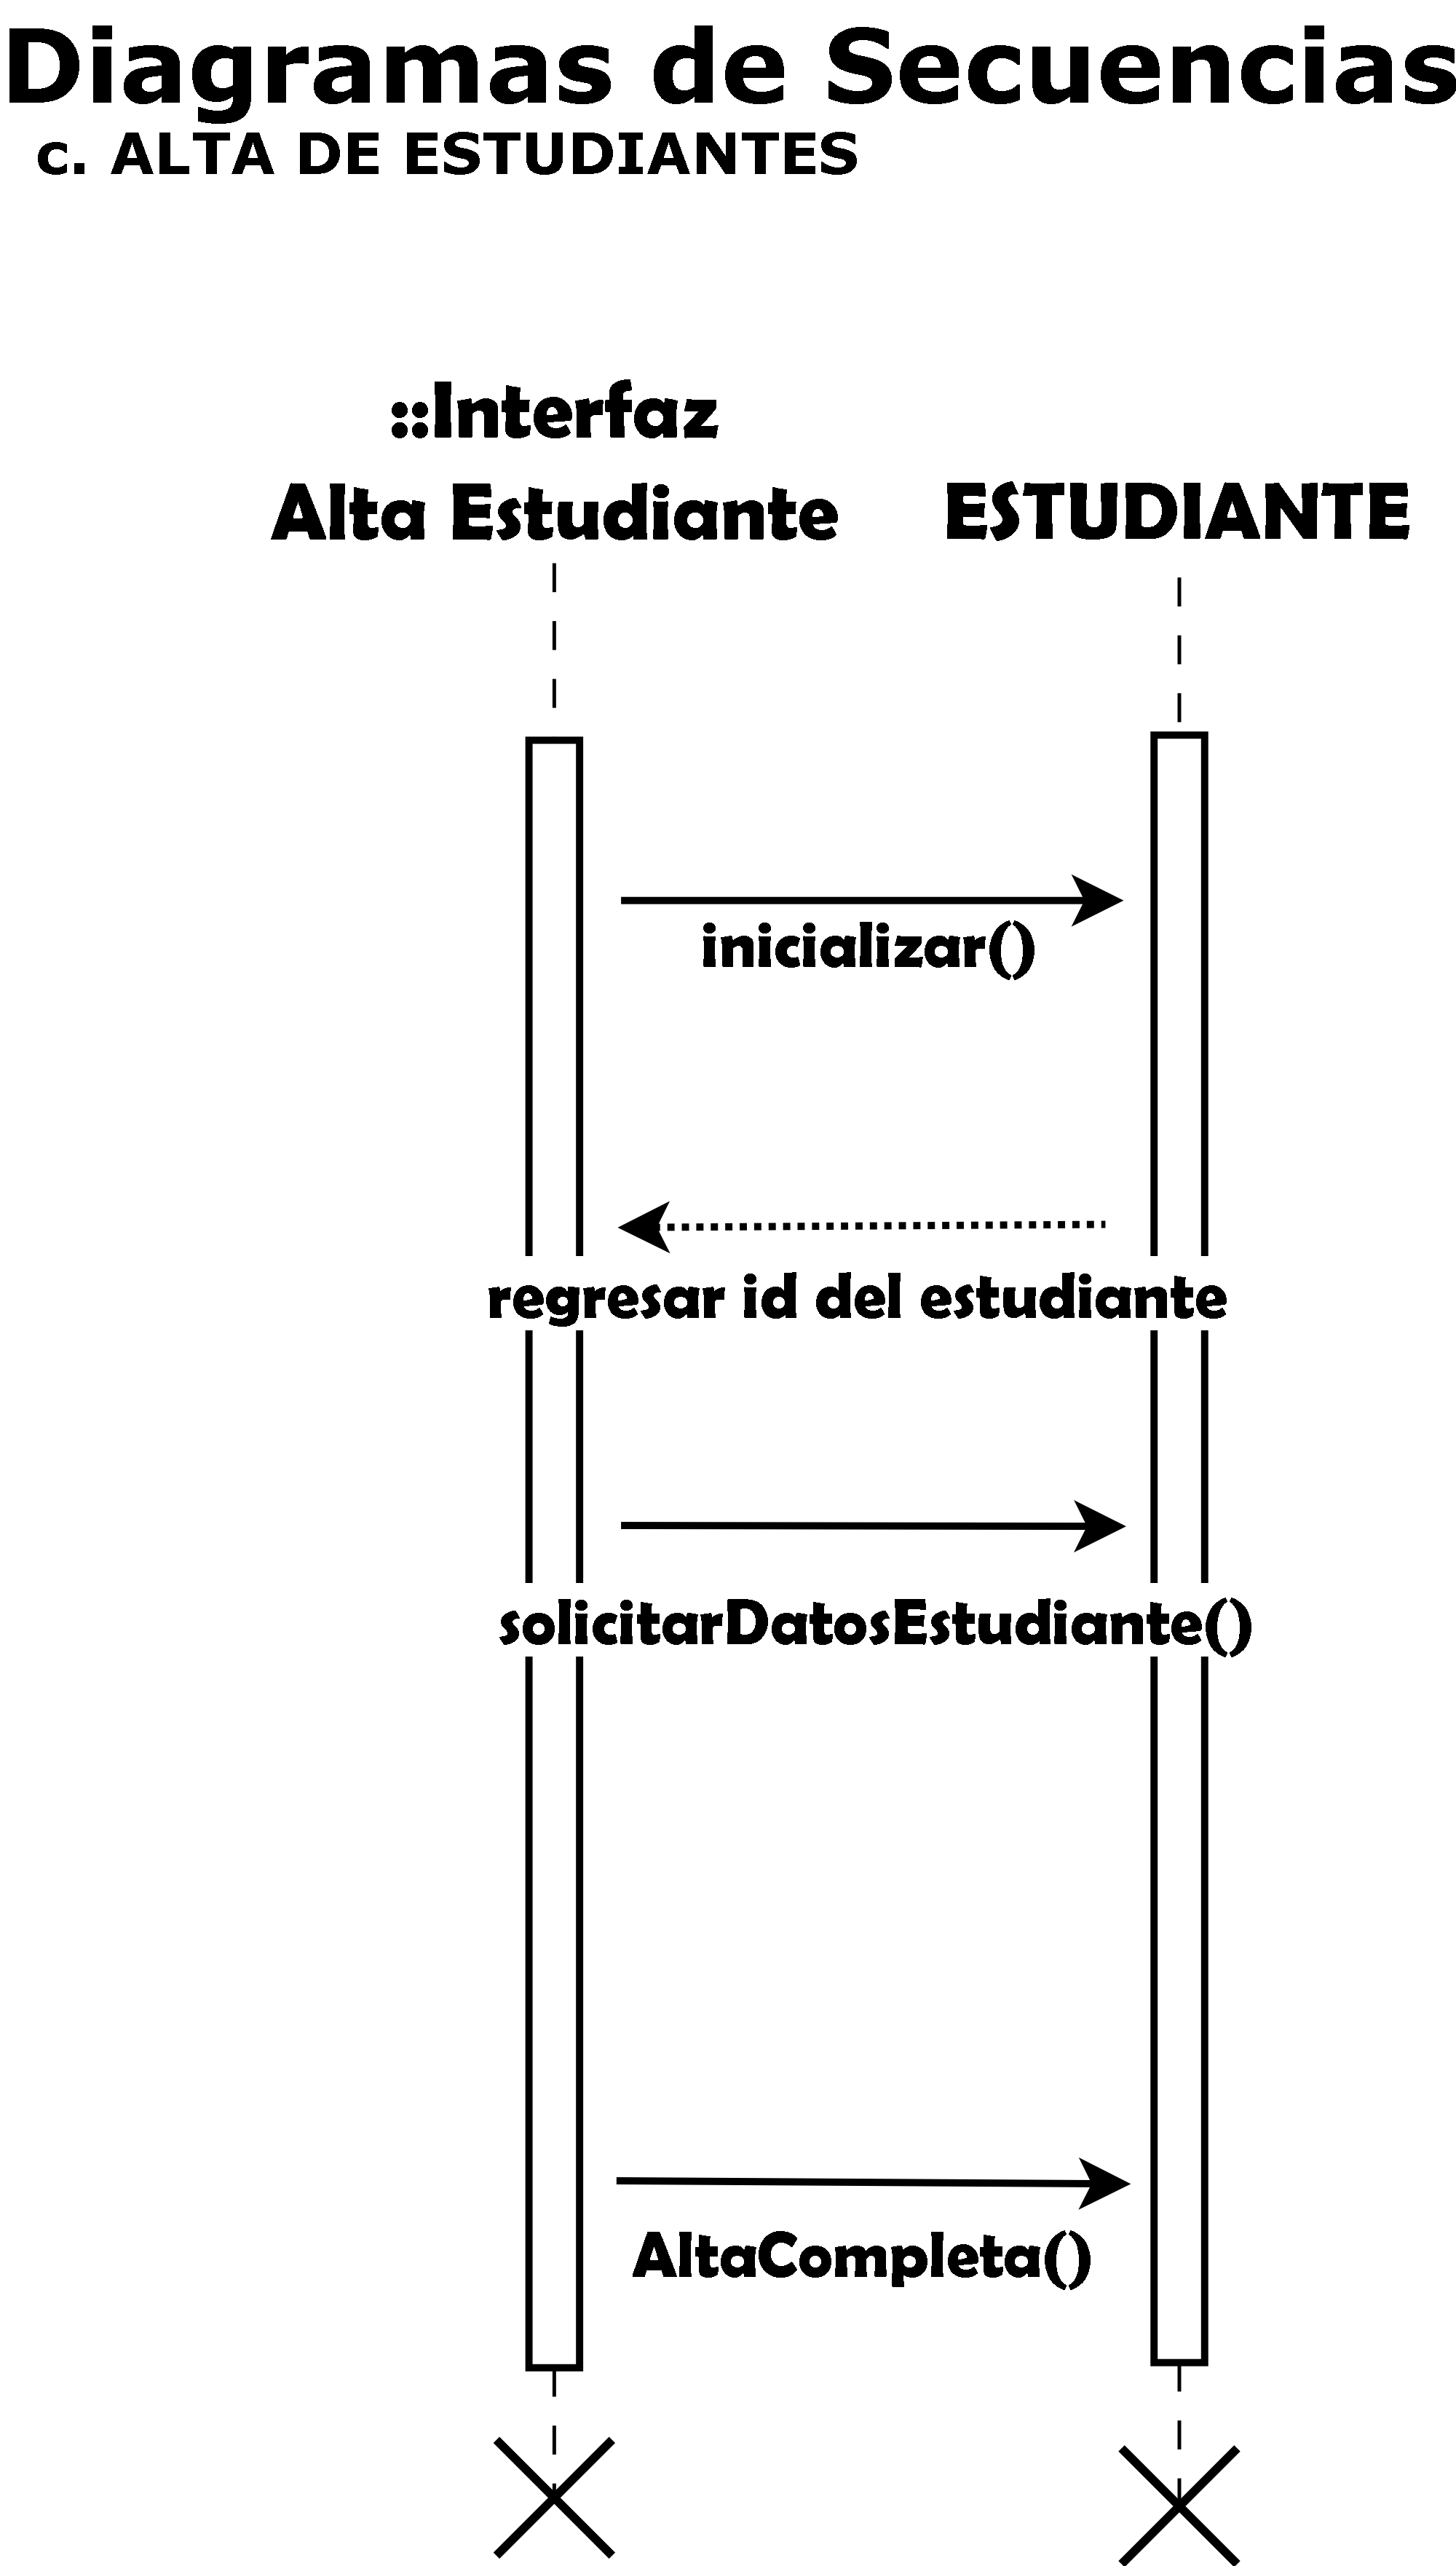 Diagramas de Secuencias
c. ALTA DE ESTUDIANTES
::Interfaz
Alta Estudiante
ESTUDIANTE
inicializar()
regresar id del estudiante
solicitarDatosEstudiante()
AltaCompleta()